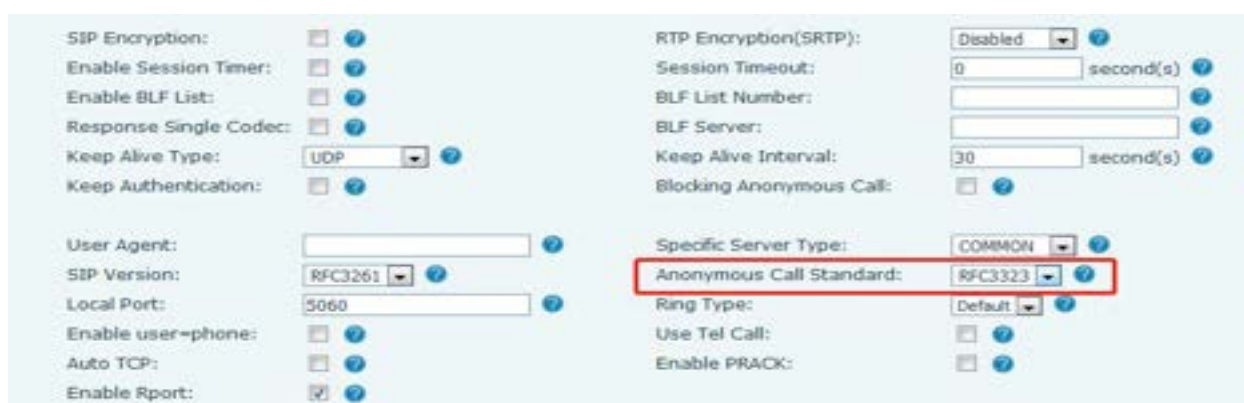 SIP Encryption: RTP Encryption(SRTP): Disabled
Enable Session Timer: Session Timeout: 0 second(s)
Enable BLF List: BLF List Number:
Response Single Codec: BLF Server:
Keep Alive Type: UDP Keep Alive Interval: 30 second(s)
Keep Authentication: Blocking Anonymous Call:
User Agent: Specific Server Type: COMMON
SIP Version: RFC3261 Anonymous Call Standard: RFC3323
Local Port: 5060 Ring Type: Default
Enable user=phone: Use Tel Call:
Auto TCP: Enable PRACK:
Enable Rport: